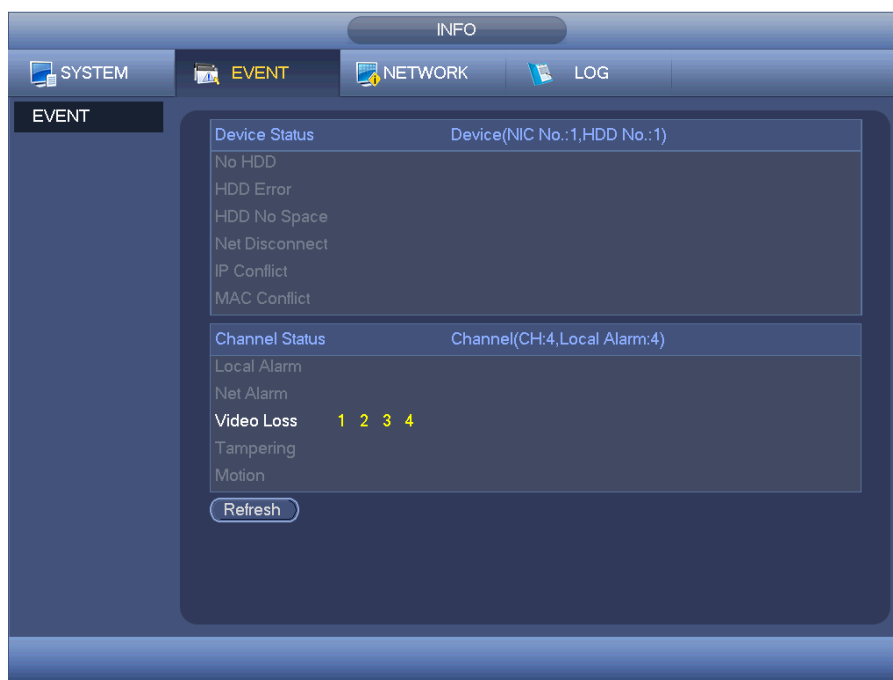 INFO
SYSTEM EVENT NETWORK LOG
EVENT
Device Status Device(NIC No.:1,HDD No.:1)
No HDD
HDD Error
HDD No Space
Net Disconnect
IP Conflict
MAC Conflict
Channel Status Channel(CH:4,Local Alarm:4)
Local Alarm
Net Alarm
Video Loss 1 2 3 4
Tampering
Motion
Refresh